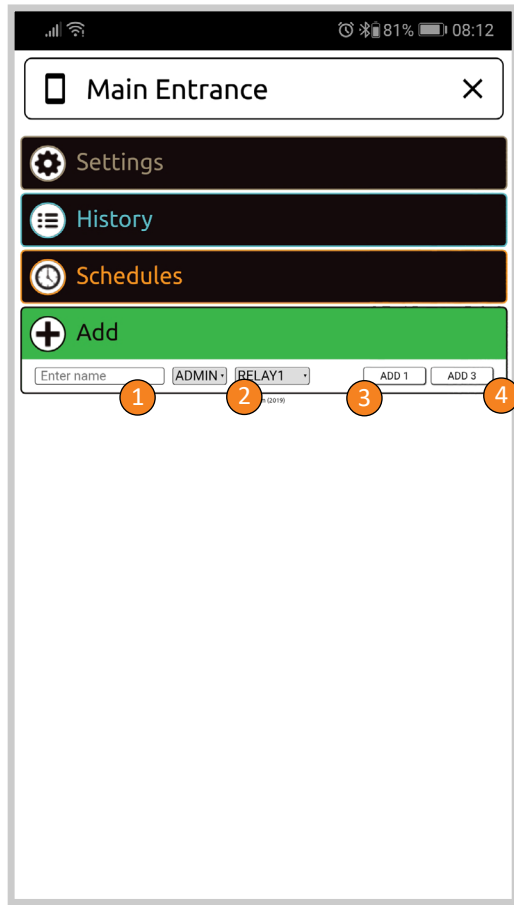 81% 08:12
Main Entrance
Settings
History
Schedules
Add
Enter name ADMIN RELAY1 ADD 1 ADD 3
1 2 3 4
(2019)